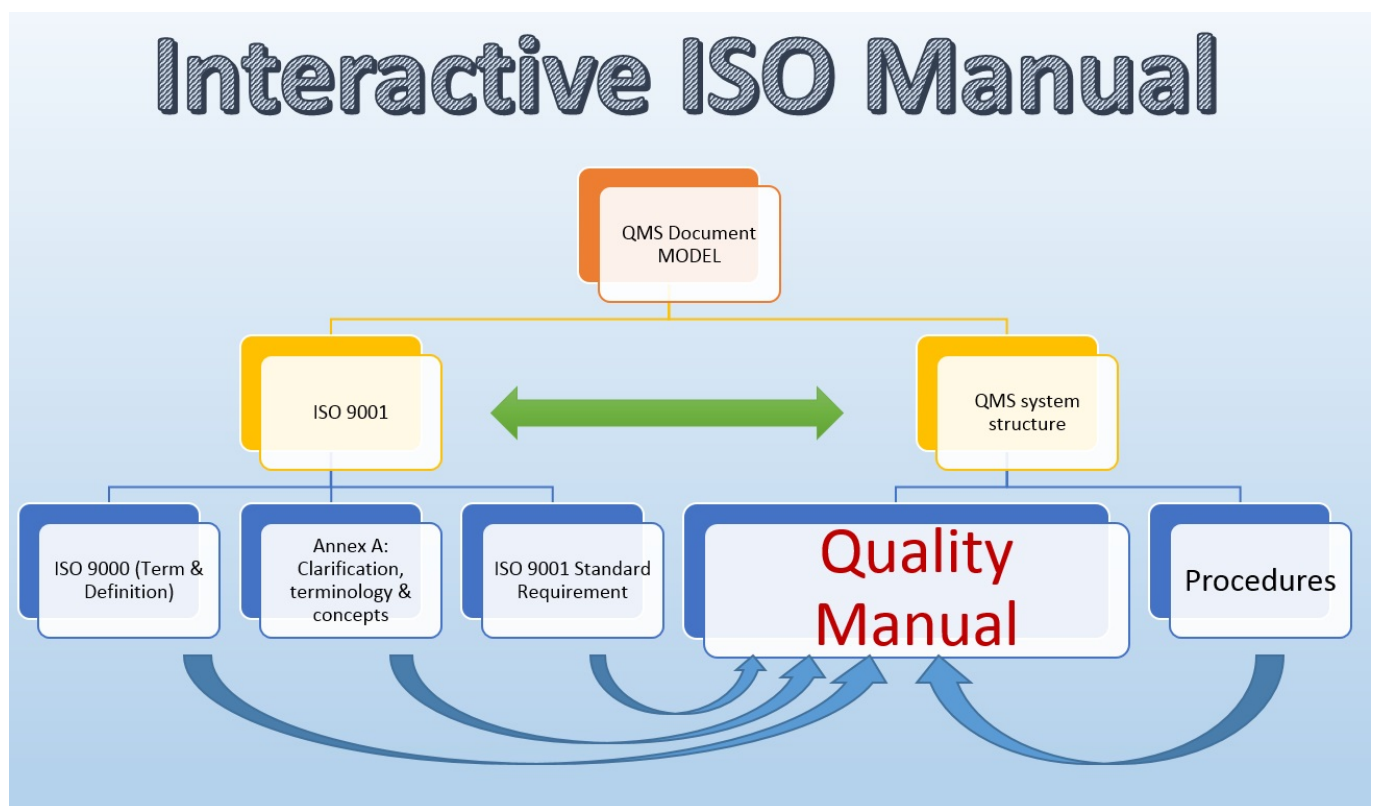 Interactive ISO Manual
QMS Document
MODEL
ISO 9001
QMS system
structure
ISO 9000 (Term &
Definition)
Annex A:
Clarification,
terminology &
concepts
ISO 9001 Standard
Requirement
Quality
Manual
Procedures